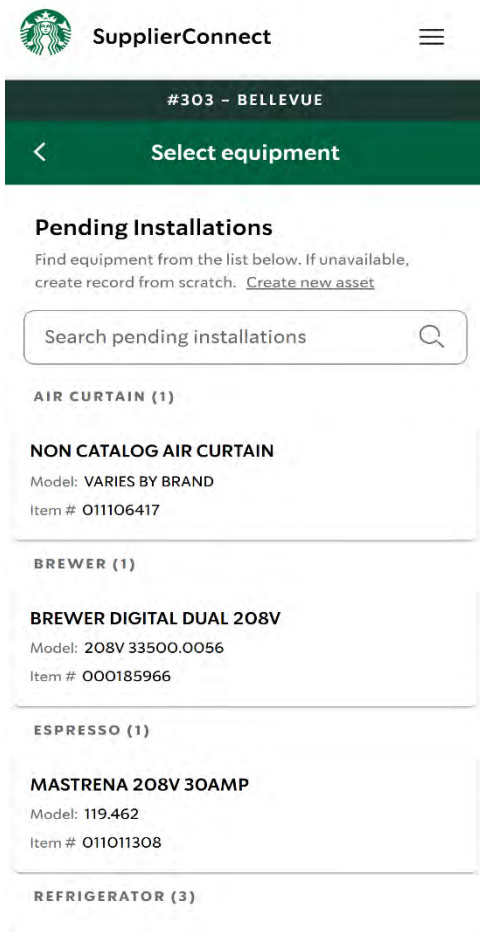 SupplierConnect
#303 – BELLEVUE
Select equipment
Pending Installations
Find equipment from the list below. If unavailable,
create record from scratch. Create new asset
Search pending installations
AIR CURTAIN (1)
NON CATALOG AIR CURTAIN
Model: VARIES BY BRAND
Item # 011106417
BREWER (1)
BREWER DIGITAL DUAL 208V
Model: 208V 33500.0056
Item # 000185966
ESPRESSO (1)
MASTRENA 208V 30AMP
Model: 119.462
Item # 011011308
REFRIGERATOR (3)